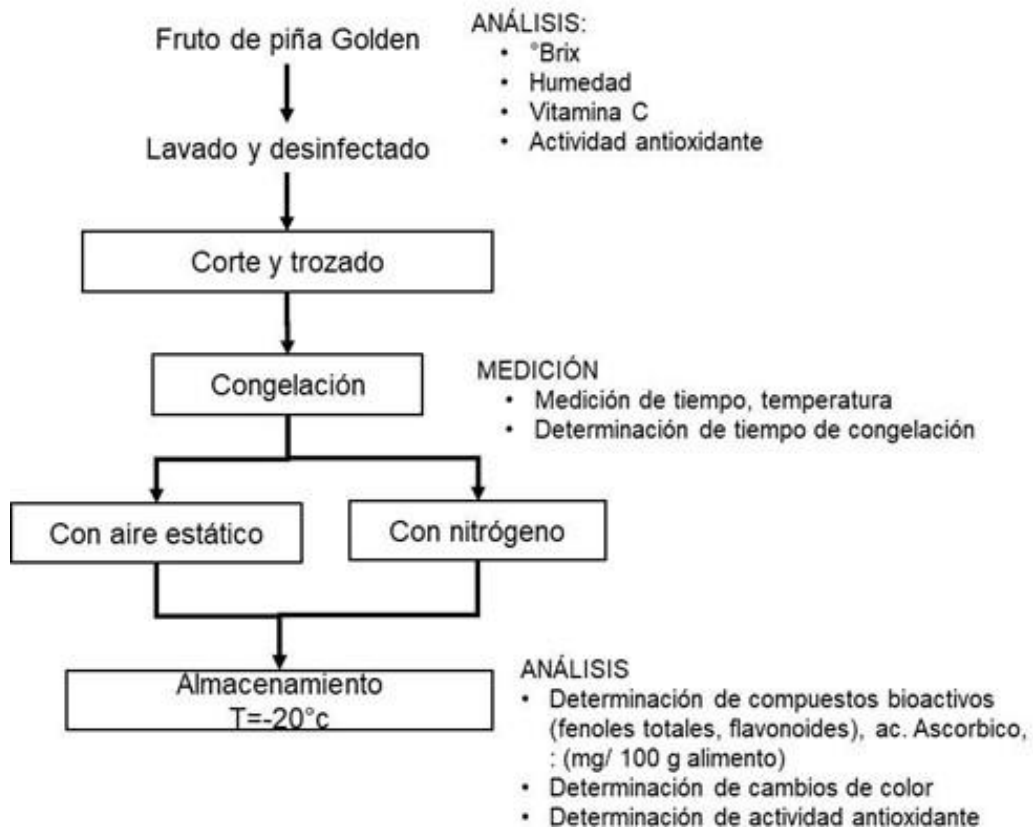 Fruto de piña Golden
ANÁLISIS:
• °Brix
• Humedad
• Vitamina C
• Actividad antioxidante
Lavado y desinfectado
Corte y trozado
Congelación
MEDICIÓN
• Medición de tiempo, temperatura
• Determinación de tiempo de congelación
Con aire estático
Con nitrógeno
Almacenamiento
T=-20°c
ANÁLISIS
• Determinación de compuestos bioactivos
(fenoles totales, flavonoides), ac. Ascorbico,
: (mg/ 100 g alimento)
• Determinación de cambios de color
• Determinación de actividad antioxidante